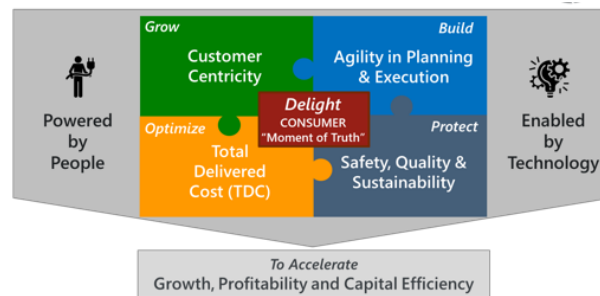 Grow
Customer
Centricity
Build
Agility in Planning
& Execution
Powered
by
People
Delight
CONSUMER
"Moment of Truth"
Enabled
by
Technology
Optimize
Total
Delivered
Cost (TDC)
Protect
Safety, Quality &
Sustainability
To Accelerate
Growth, Profitability and Capital Efficiency